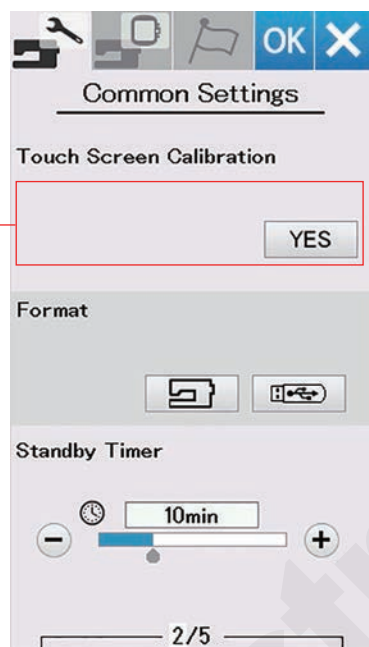 OK
Common Settings
Touch Screen Calibration
YES
Format
Standby Timer
10min
2/5